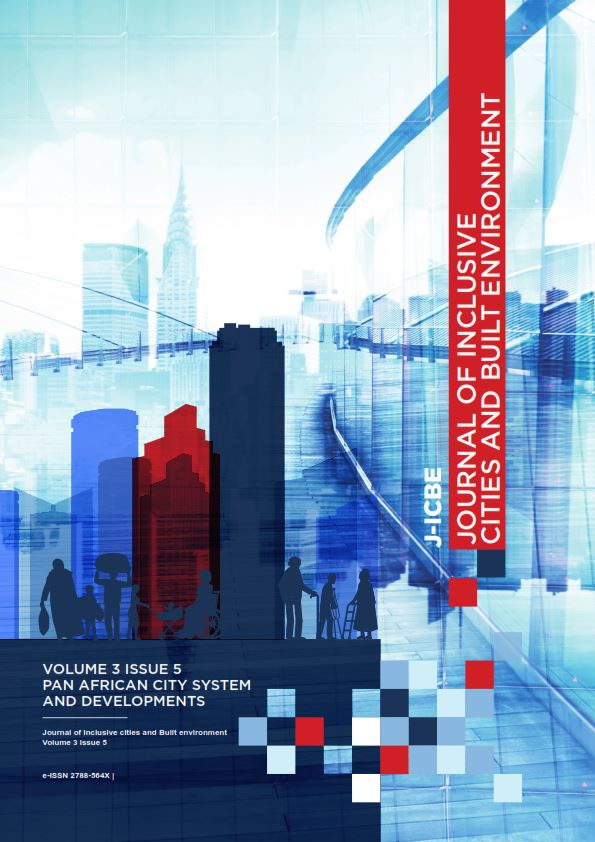 J-ICBE
JOURNAL OF INCLUSIVE
CITIES AND BUILT ENVIRONMENT
VOLUME 3 ISSUE 5
PAN AFRICAN CITY SYSTEM
AND DEVELOPMENTS
Journal of Inclusive cities and Built environment
Volume 3 Issue 5
e-ISSN 2788-564X |